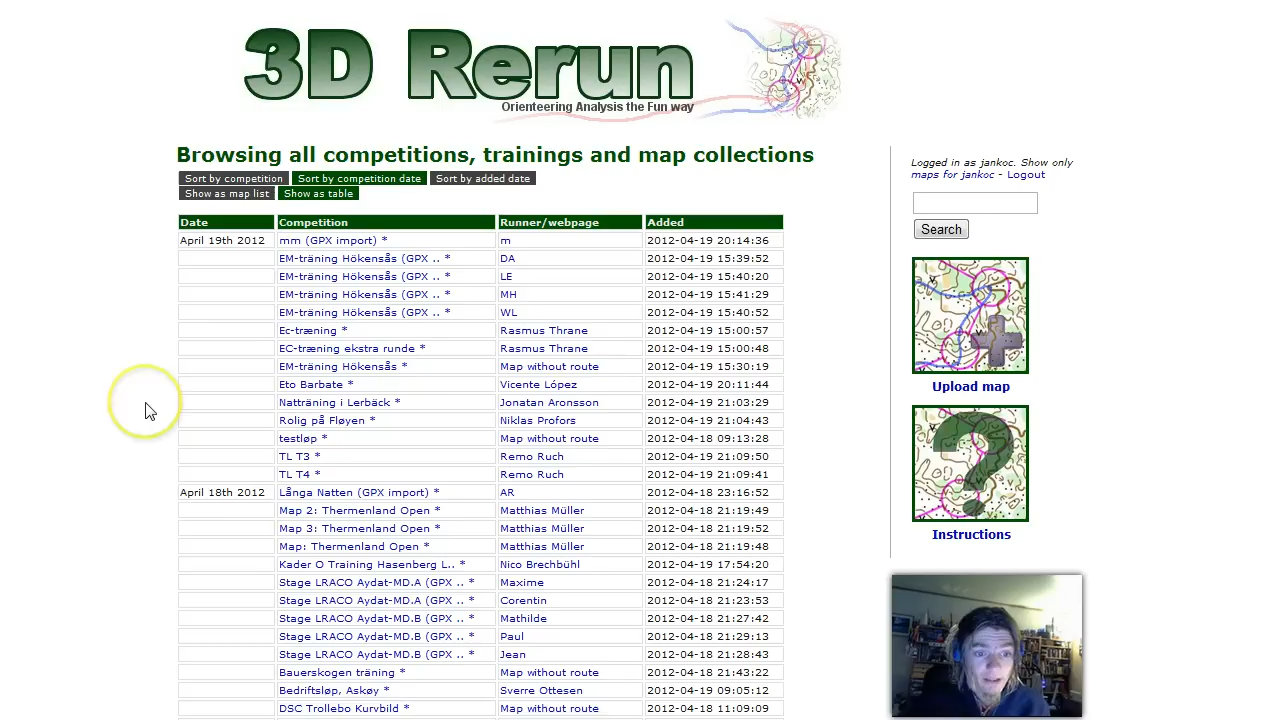 3D Rerun
Orienteering Analysis the Fun way
Browsing all competitions, trainings and map collections
Sort by competition Sort by competition date Sort by added date
Show as map list Show as table
Date Competition Runner/webpage Added
April 19th 2012 mm (GPX import) * m 2012-04-19 20:14:36
EM-träning Hökensås (GPX .. * DA 2012-04-19 15:39:52
EM-träning Hökensås (GPX .. * LE 2012-04-19 15:40:20
EM-träning Hökensås (GPX .. * MH 2012-04-19 15:41:29
EM-träning Hökensås (GPX .. * WL 2012-04-19 15:40:52
Ec-træning * Rasmus Thrane 2012-04-19 15:00:57
EC-træning ekstra runde * Rasmus Thrane 2012-04-19 15:00:48
EM-träning Hökensås * Map without route 2012-04-19 15:30:19
Eto Barbate * Vicente López 2012-04-19 20:11:44
Natträning i Lerbäck * Jonatan Aronsson 2012-04-19 21:03:29
Rolig på Fløyen * Niklas Profors 2012-04-19 21:04:43
testløp * Map without route 2012-04-18 09:13:28
TL T3 * Remo Ruch 2012-04-19 21:09:50
TL T4 * Remo Ruch 2012-04-19 21:09:41
April 18th 2012 Långa Natten (GPX import) * AR 2012-04-18 23:16:52
Map 2: Thermenland Open * Matthias Müller 2012-04-18 21:19:49
Map 3: Thermenland Open * Matthias Müller 2012-04-18 21:19:52
Map: Thermenland Open * Matthias Müller 2012-04-18 21:19:48
Kader O Training Hasenberg L.. * Nico Brechbühl 2012-04-19 17:54:20
Stage LRACO Aydat-MD.A (GPX .. * Maxime 2012-04-18 21:24:17
Stage LRACO Aydat-MD.A (GPX .. * Corentin 2012-04-18 21:23:53
Stage LRACO Aydat-MD.B (GPX .. * Mathilde 2012-04-18 21:27:42
Stage LRACO Aydat-MD.B (GPX .. * Paul 2012-04-18 21:29:13
Stage LRACO Aydat-MD.B (GPX .. * Jean 2012-04-18 21:28:43
Bauerskogen träning * Map without route 2012-04-18 21:43:22
Bedriftsløp, Askøy * Sverre Ottesen 2012-04-19 09:05:12
DSC Trollebo Kurvbild * Map without route 2012-04-18 11:09:09
Logged in as jankoc. Show only
maps for jankoc - Logout
Search
Upload map
Instructions